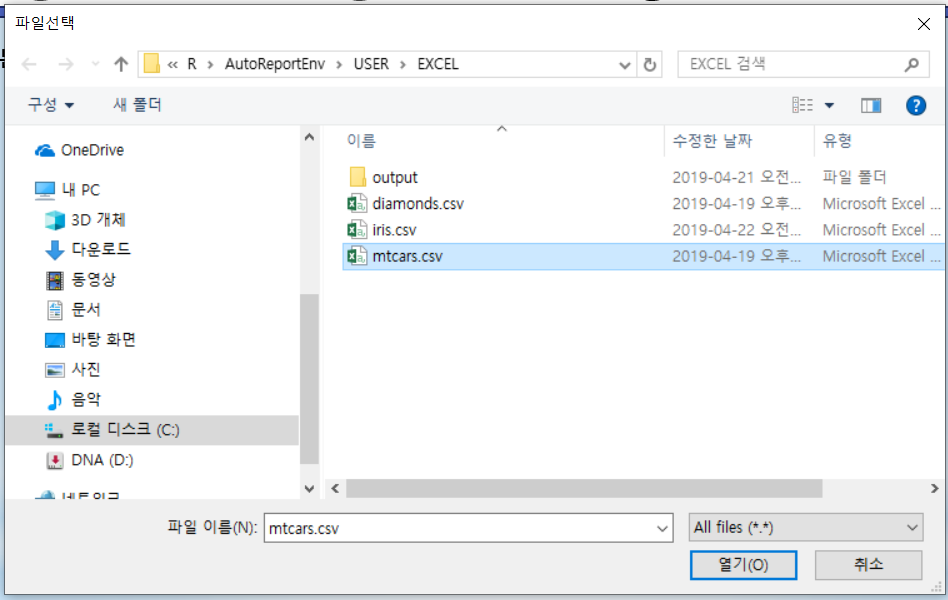 파일선택
« R › AutoReportEnv › USER › EXCEL
EXCEL 검색
구성
새 폴더
OneDrive
내 PC
3D 개체
다운로드
동영상
문서
바탕 화면
사진
음악
로컬 디스크 (C:)
DNA (D:)
네트워크
이름 수정한 날짜 유형
output 2019-04-21 오전... 파일 폴더
diamonds.csv 2019-04-19 오후... Microsoft Excel ...
iris.csv 2019-04-22 오전... Microsoft Excel ...
mtcars.csv 2019-04-19 오후... Microsoft Excel ...
파일 이름(N): mtcars.csv
All files (*.*)
열기(O)
취소